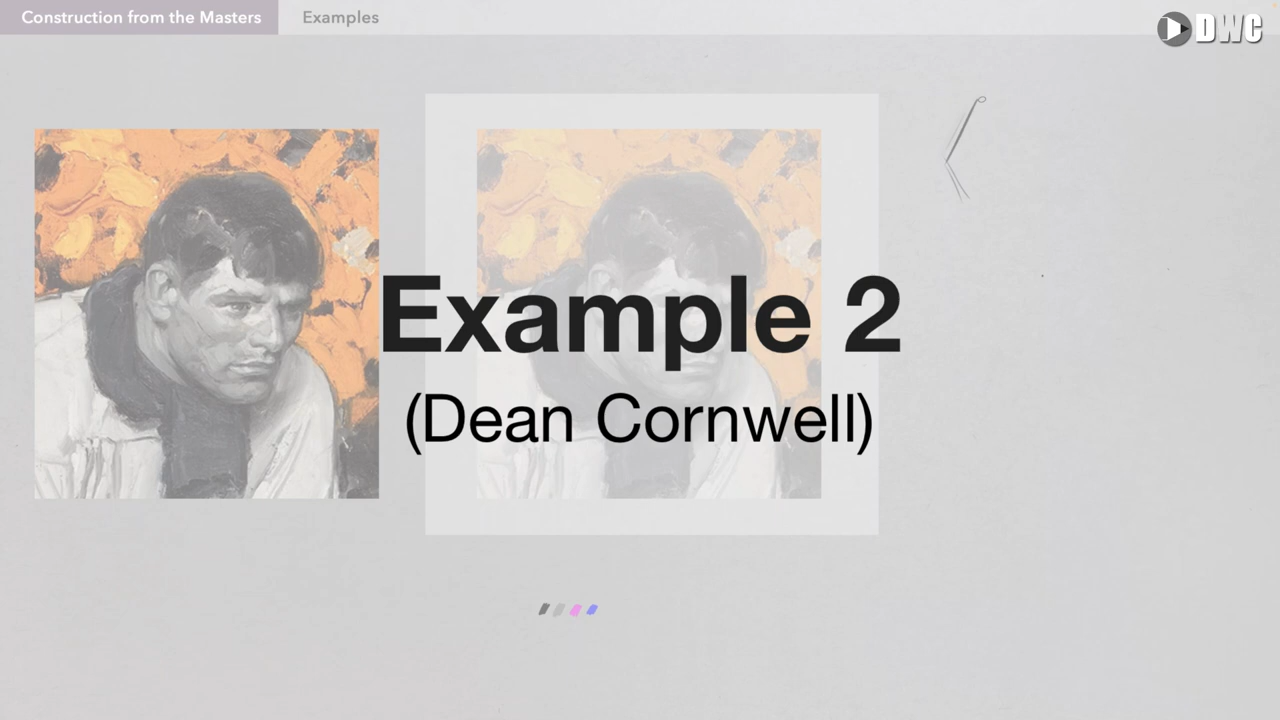 Construction from the Masters
Examples
DWC
Example 2
(Dean Cornwell)